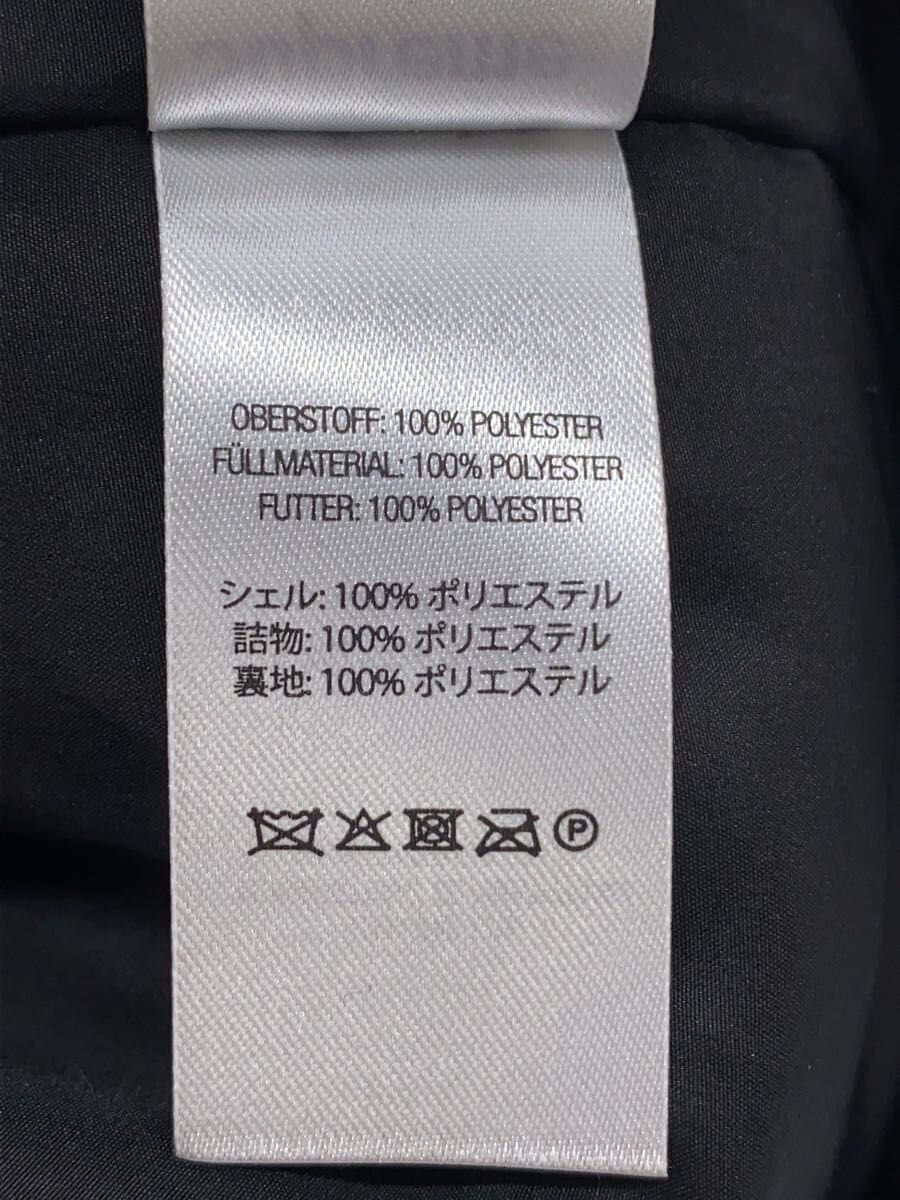 OBERSTOFF: 100% POLYESTER
FÜLLMATERIAL: 100% POLYESTER
FUTTER: 100% POLYESTER
シェル: 100% ポリエステル
詰物: 100% ポリエステル
裏地: 100% ポリエステル
P